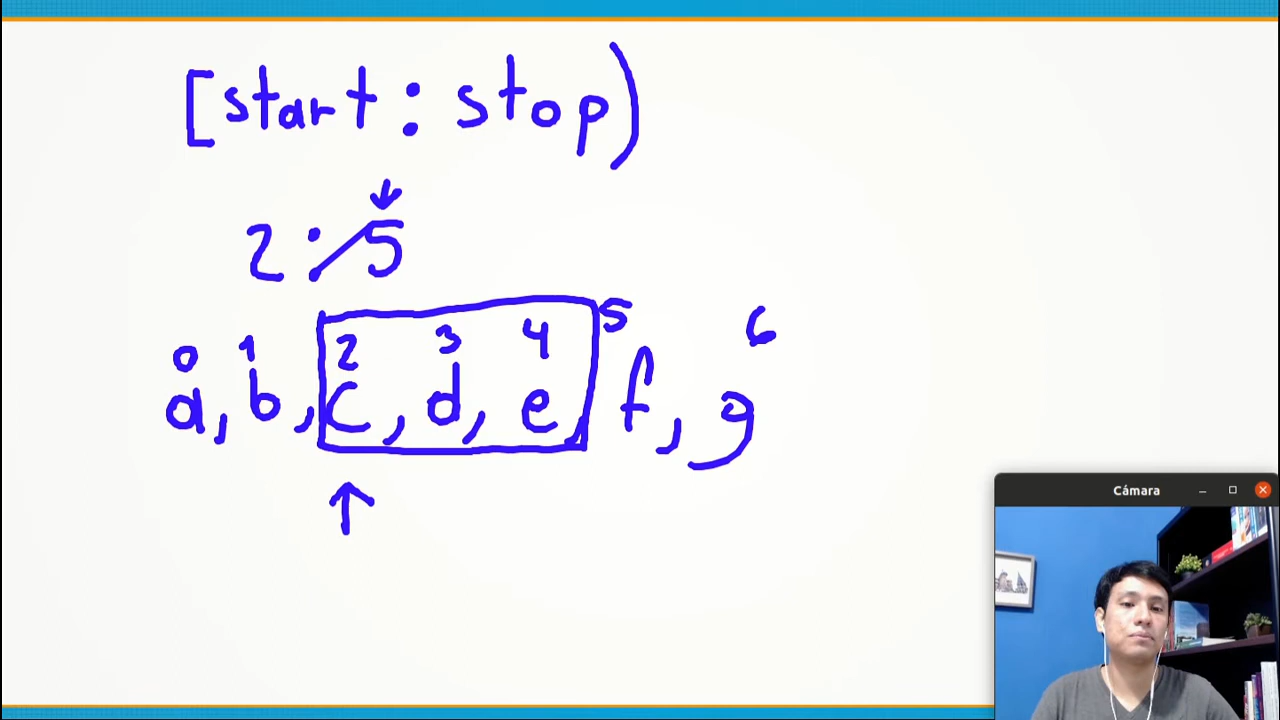 [start : stop)
2 : 5
0 1 2 3 4 5 6
a, b, c, d, e, f, g
Cámara